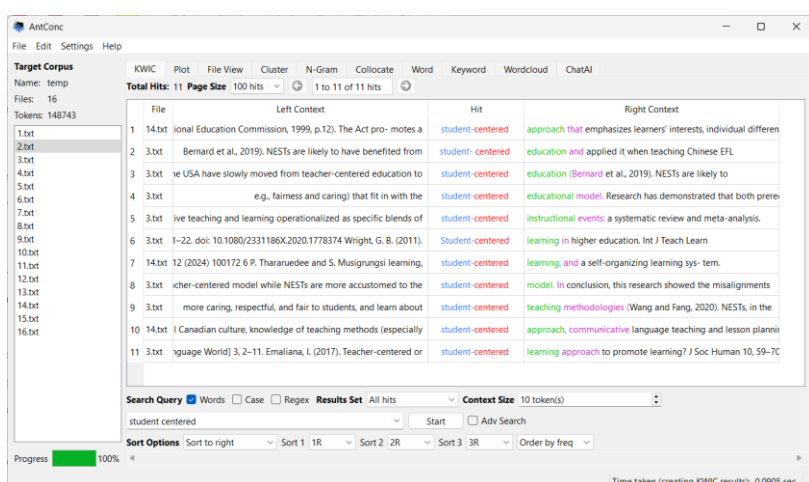 AntConc
File Edit Settings Help
Target Corpus
Name: temp
Files: 16
Tokens: 148743
1.txt
2.txt
3.txt
4.txt
5.txt
6.txt
7.txt
8.txt
9.txt
10.txt
11.txt
12.txt
13.txt
14.txt
15.txt
16.txt
Progress 100%
KWIC Plot File View Cluster N-Gram Collocate Word Keyword Wordcloud ChatAI
Total Hits: 11 Page Size 100 hits 1 to 11 of 11 hits
File Left Context Hit Right Context
1 14.txt ional Education Commission, 1999, p.12). The Act pro- motes a student-centered approach that emphasizes learners' interests, individual differen
2 3.txt Bernard et al., 2019). NESTs are likely to have benefited from student- centered education and applied it when teaching Chinese EFL
3 3.txt he USA have slowly moved from teacher-centered education to student-centered education (Bernard et al., 2019). NESTs are likely to
4 3.txt e.g., fairness and caring) that fit in with the student-centered educational model. Research has demonstrated that both prere
5 3.txt ive teaching and learning operationalized as specific blends of student-centered instructional events: a systematic review and meta-analysis.
6 3.txt 1–22. doi: 10.1080/2331186X.2020.1778374 Wright, G. B. (2011). Student-centered learning in higher education. Int J Teach Learn
7 14.txt 12 (2024) 100172 6 P. Thararuedee and S. Musigrungsi learning, student-centered learning, and a self-organizing learning sys- tem.
8 3.txt acher-centered model while NESTs are more accustomed to the student-centered model. In conclusion, this research showed the misalignments
9 3.txt more caring, respectful, and fair to students, and learn about student-centered teaching methodologies (Wang and Fang, 2020). NESTs, in the
10 14.txt l Canadian culture, knowledge of teaching methods (especially student-centered approach, communicative language teaching and lesson plannin
11 3.txt nguage World] 3, 2–11. Emaliana, I. (2017). Teacher-centered or student-centered learning approach to promote learning? J Soc Human 10, 59–70
Search Query Words Case Regex Results Set All hits Context Size 10 token(s)
student centered Start Adv Search
Sort Options Sort to right Sort 1 1R Sort 2 2R Sort 3 3R Order by freq
Time taken (creating KWIC results): 0.0905 sec